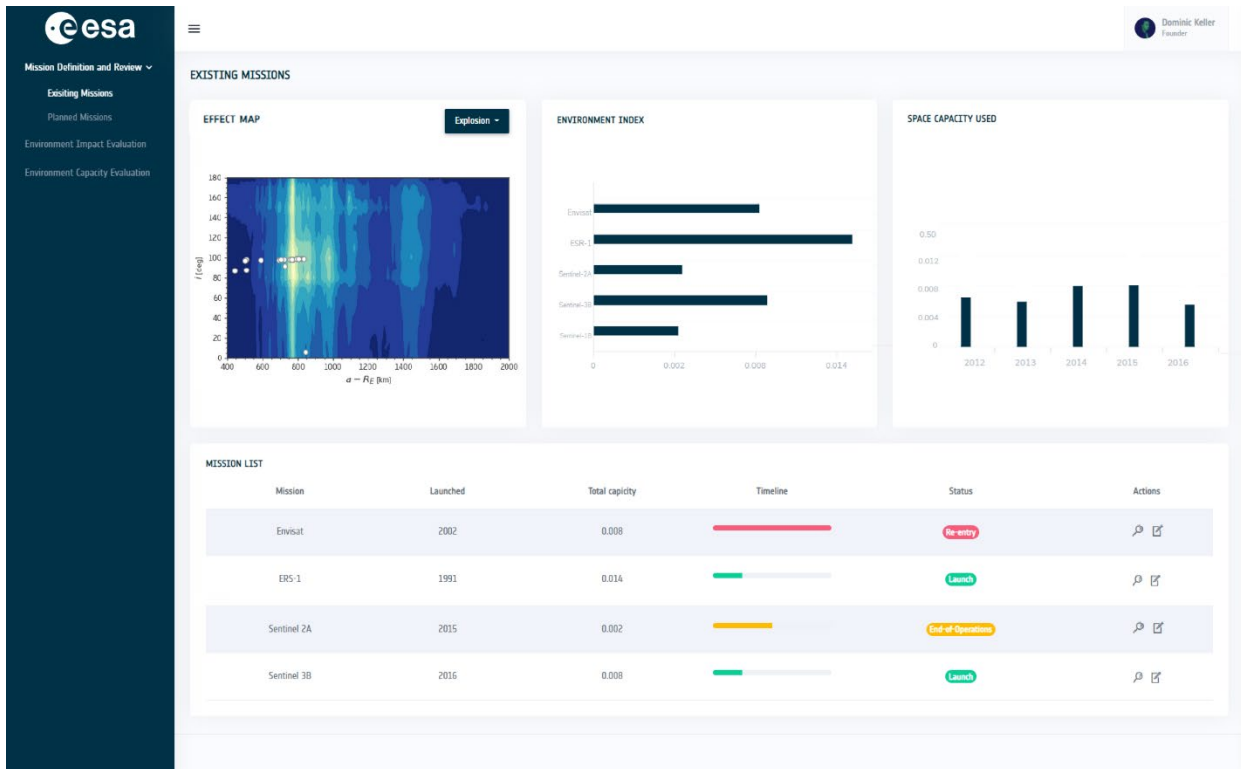 esa
Dominic Keller
Founder
Mission Definition and Review
Exisiting Missions
Planned Missions
Environment Impact Evaluation
Environment Capacity Evaluation
EXISTING MISSIONS
EFFECT MAP
Explosion
180
160
140
120
100
80
60
40
20
0
i [deg]
400 600 800 1000 1200 1400 1600 1800 2000
a − RE [km]
ENVIRONMENT INDEX
Envisat
ESR-1
Sentinel-2A
Sentinel-3B
0 0.002 0.008 0.014
SPACE CAPACITY USED
0.50
0.012
0.008
0.004
0
2012 2013 2014 2015 2016
MISSION LIST
Mission Launched Total capicity Timeline Status Actions
Envisat 2002 0.008 Re-entry
ERS-1 1991 0.014 Launch
Sentinel 2A 2015 0.002 End-of-Operations
Sentinel 3B 2016 0.008 Launch